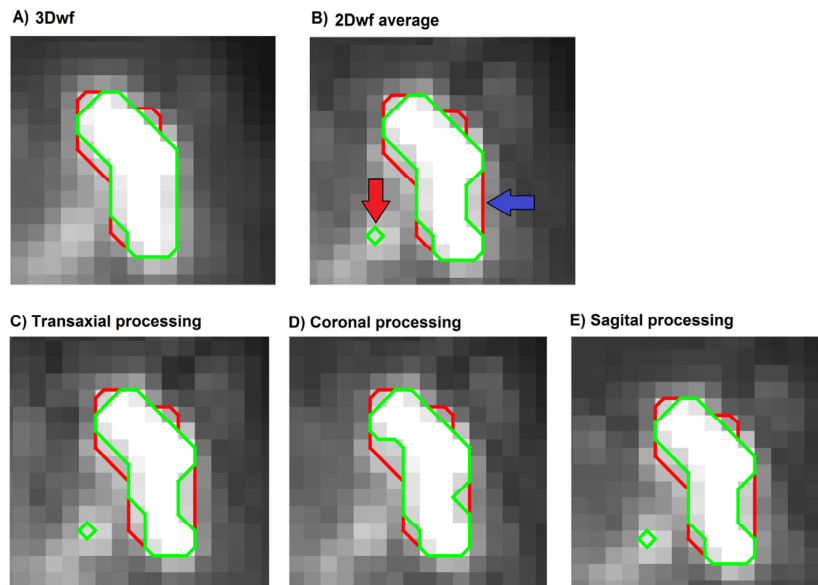 A) 3Dwf
B) 2Dwf average
C) Transaxial processing
D) Coronal processing
E) Sagital processing